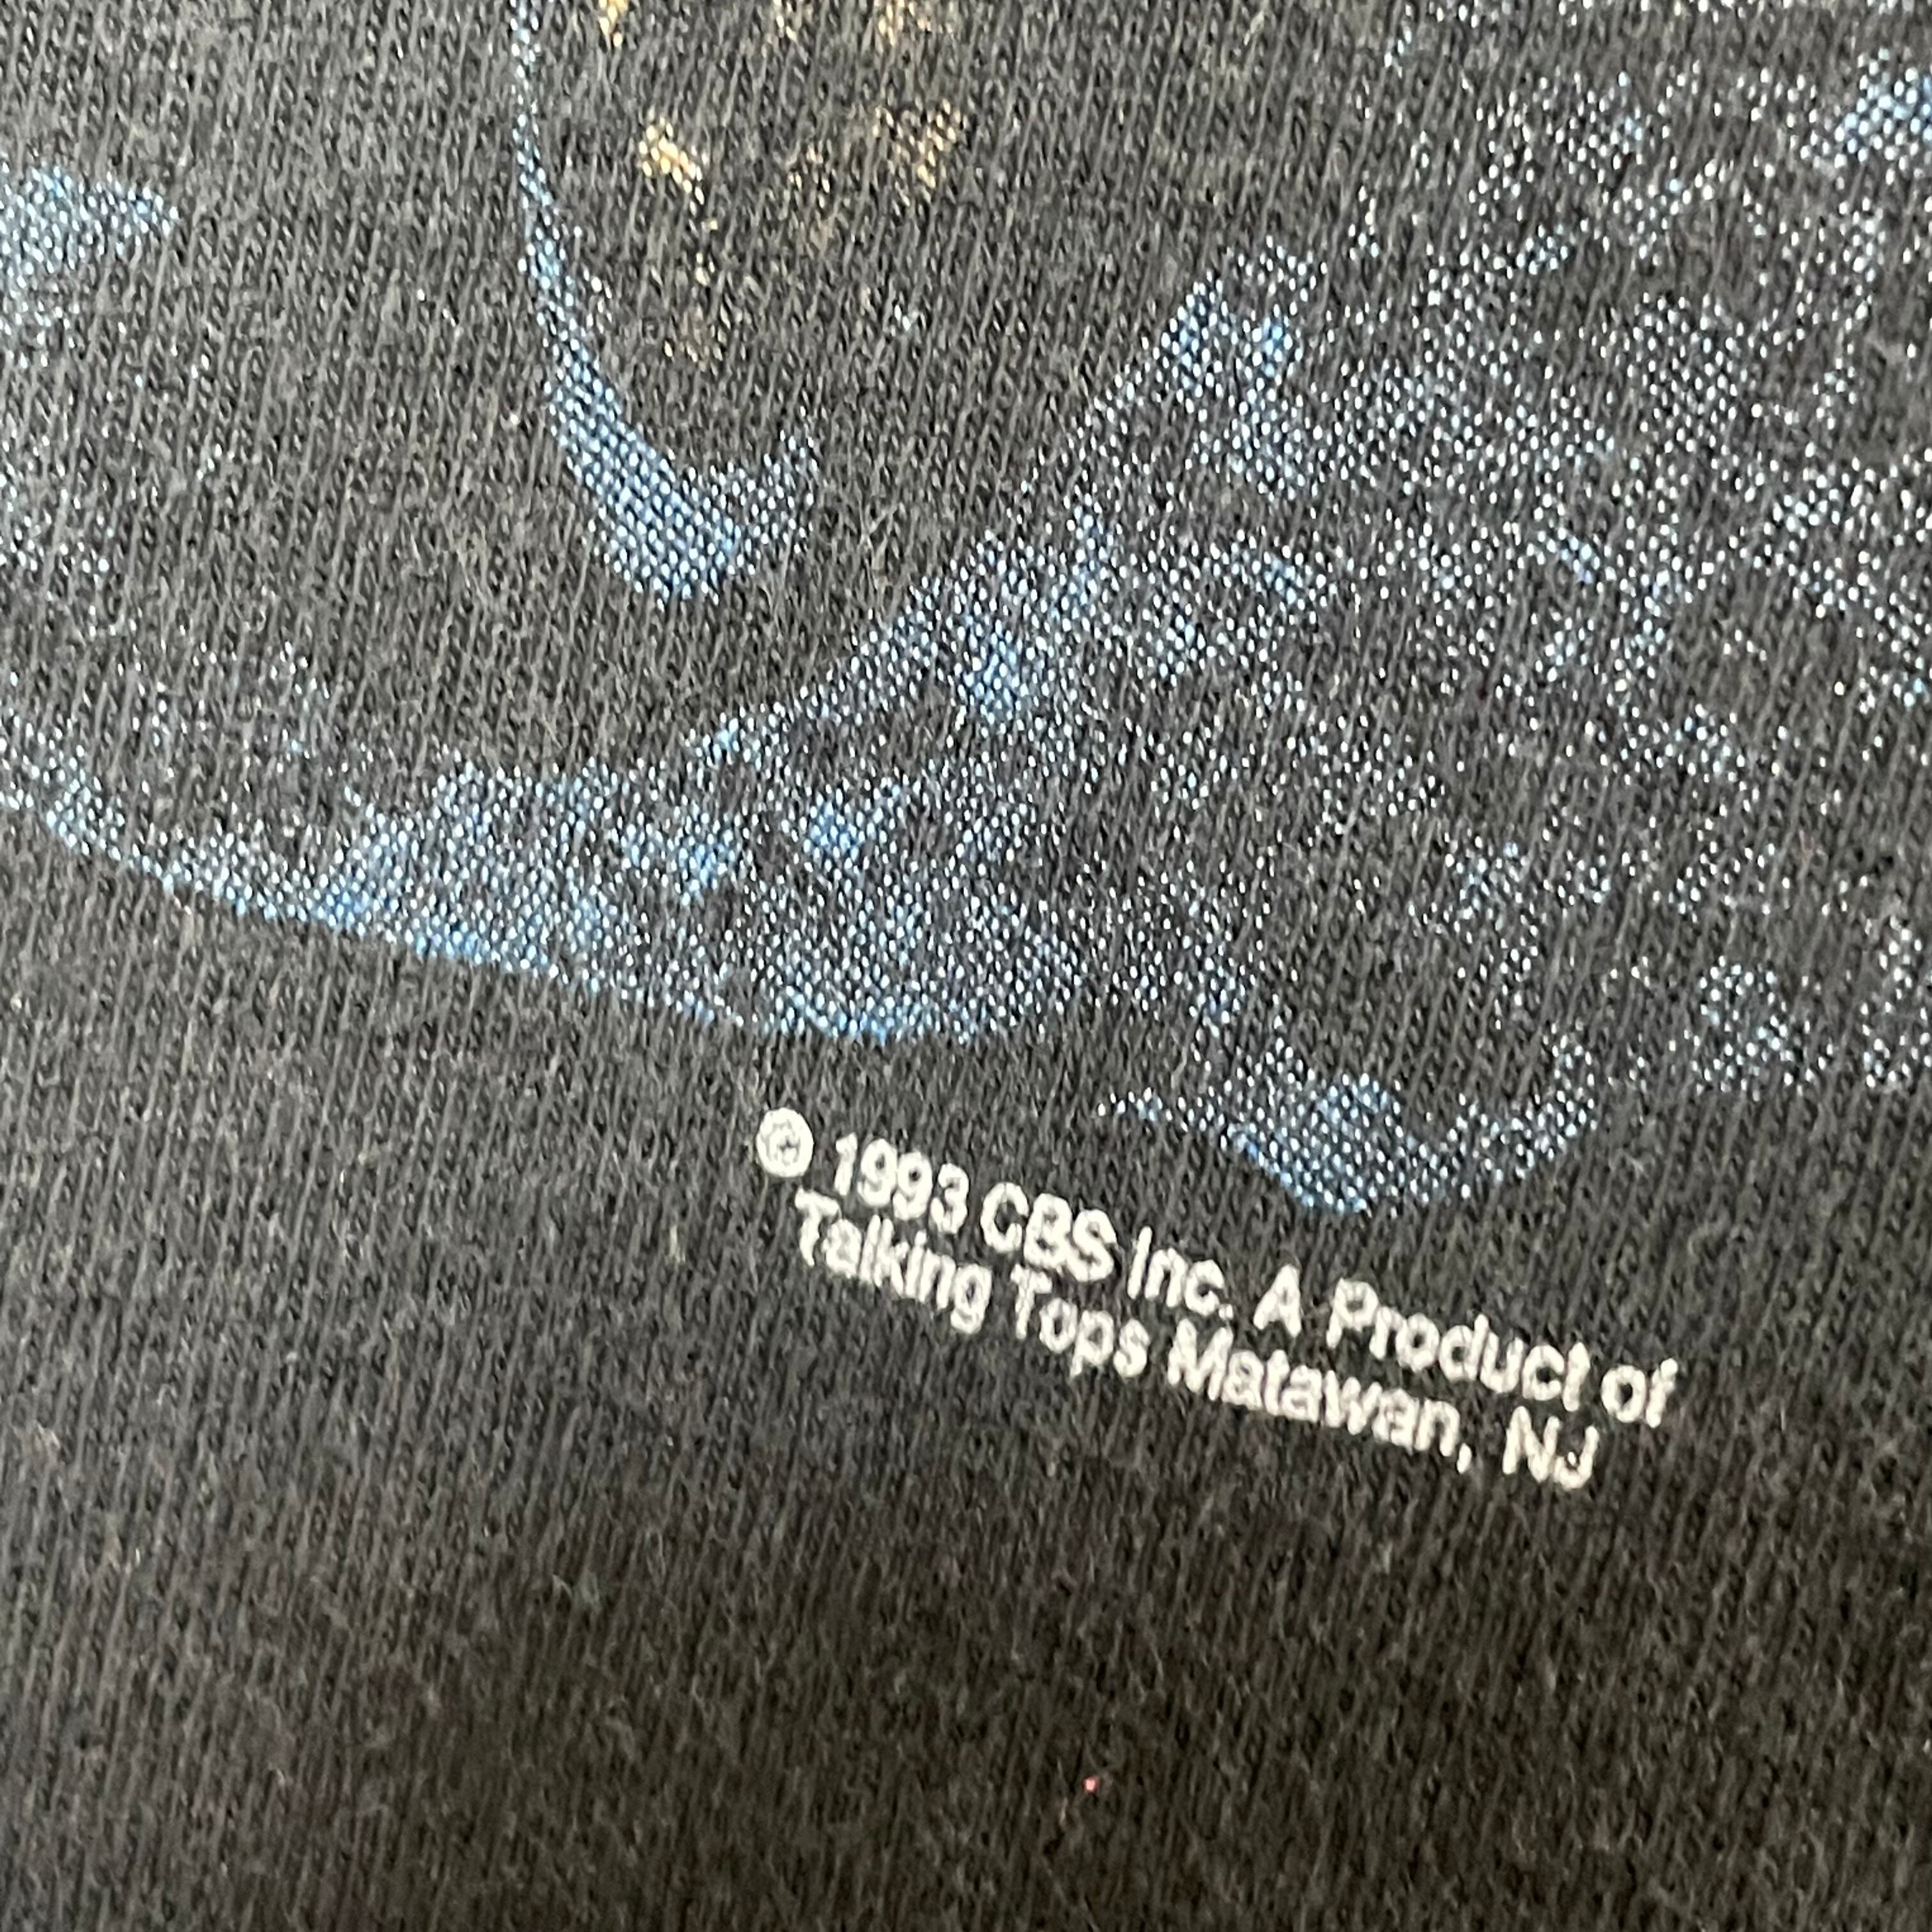 © 1993 CBS Inc. A Product of
Talking Tops Matawan, NJ